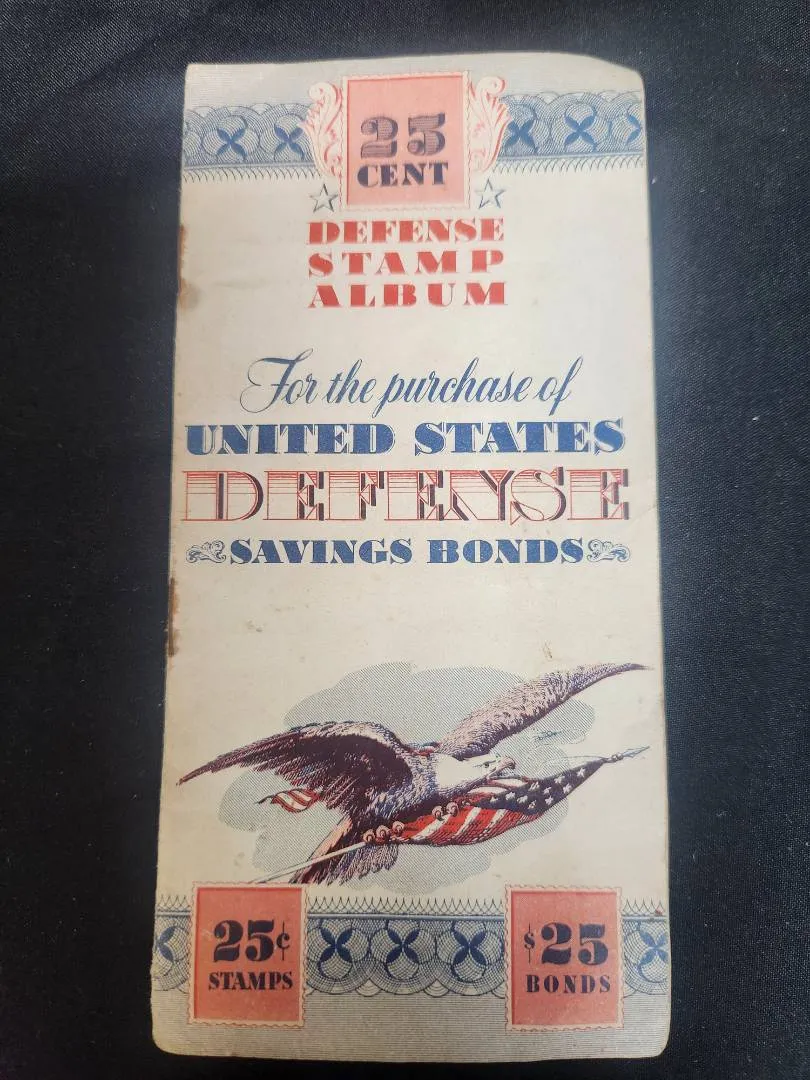 25
CENT
DEFENSE
STAMP
ALBUM
For the purchase of
UNITED STATES
DEFENSE
SAVINGS BONDS
25¢
STAMPS
$25
BONDS